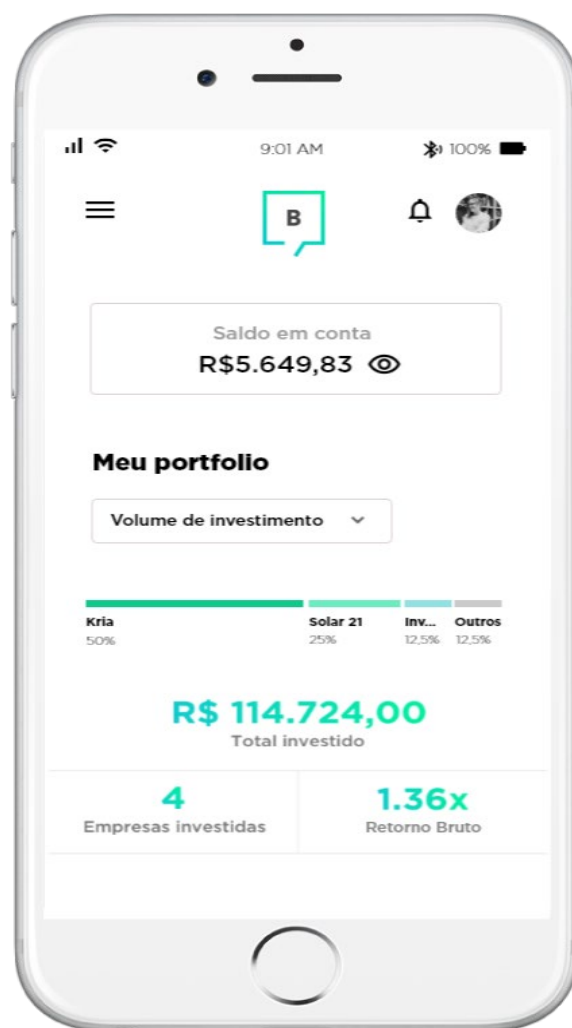 9:01 AM
100%
B
Saldo em conta
R$5.649,83
Meu portfolio
Volume de investimento
Kria
Solar 21
Inv...
Outros
50%
25%
12,5%
12,5%
R$ 114.724,00
Total investido
4
1.36x
Empresas investidas
Retorno Bruto